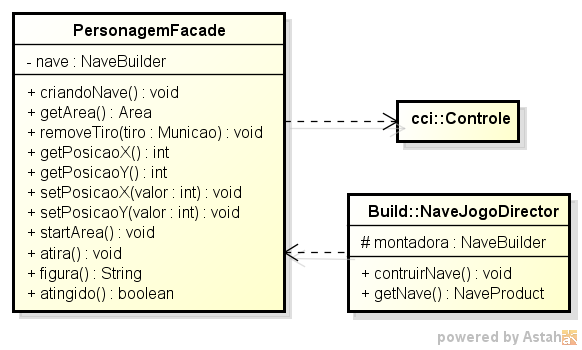 PersonagemFacade
- nave : NaveBuilder
+ criandoNave() : void
+ getArea() : Area
+ removeTiro(tiro : Municao) : void
+ getPosicaoX() : int
+ getPosicaoY() : int
+ setPosicaoX(valor : int) : void
+ setPosicaoY(valor : int) : void
+ startArea() : void
+ atira() : void
+ figura() : String
+ atingido() : boolean
cci::Controle
Build::NaveJogoDirector
# montadora : NaveBuilder
+ contruirNave() : void
+ getNave() : NaveProduct
powered by Astah